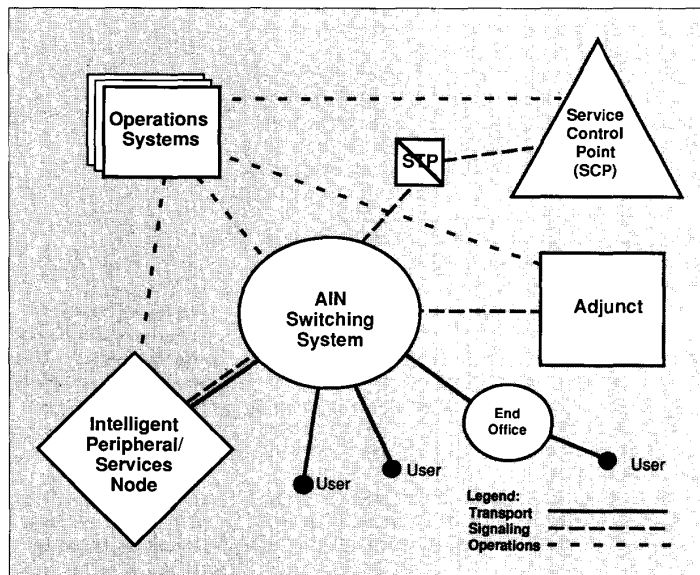 Operations
Systems
Service
Control
Point
(SCP)
STP
AIN
Switching
System
Adjunct
Intelligent
Peripheral/
Services
Node
End
Office
User
User
User
Legend:
Transport
Signaling
Operations